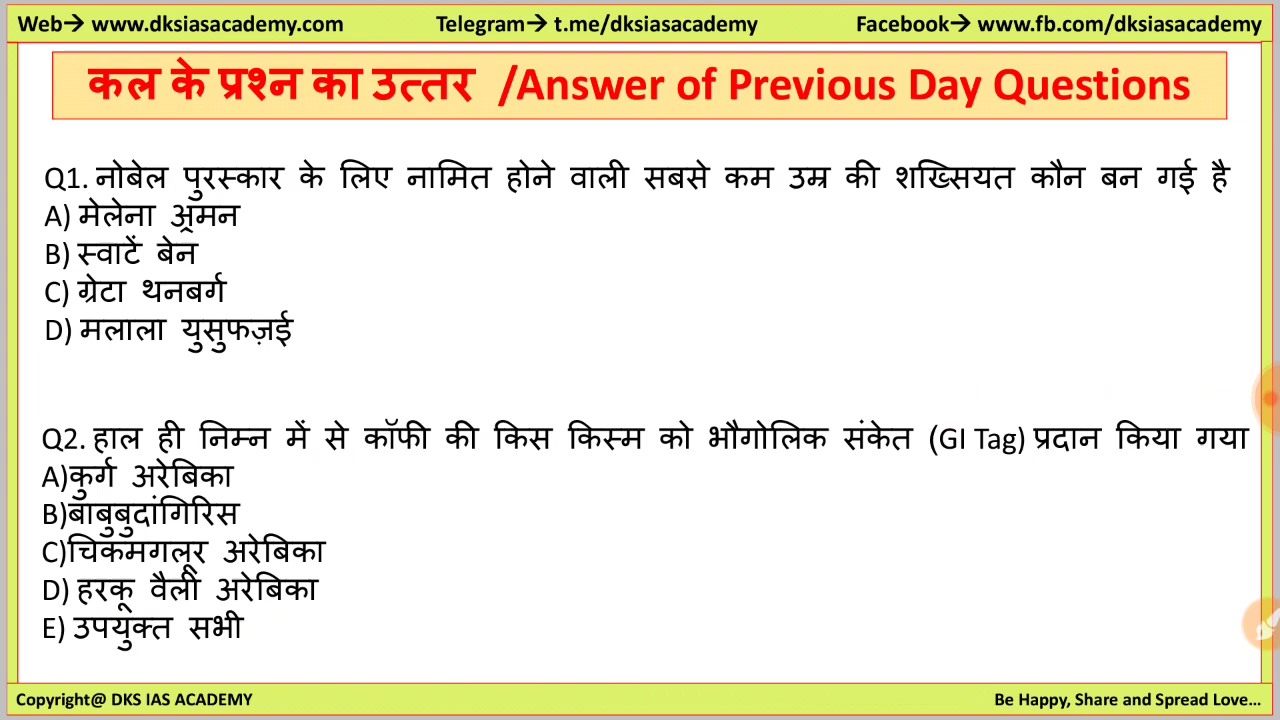 Web→ www.dksiasacademy.com Telegram→ t.me/dksiasacademy Facebook→ www.fb.com/dksiasacademy
कल के प्रश्न का उत्तर /Answer of Previous Day Questions
Q1. नोबेल पुरस्कार के लिए नामित होने वाली सबसे कम उम्र की शख्सियत कौन बन गई है
A) मेलेना अ्रमन
B) स्वाटें बेन
C) ग्रेटा थनबर्ग
D) मलाला युसुफज़ई
Q2. हाल ही निम्न में से कॉफी की किस किस्म को भौगोलिक संकेत (GI Tag) प्रदान किया गया
A)कुर्ग अरेबिका
B)बाबुबुदांगिरिस
C)चिकमगलूर अरेबिका
D) हरकू वैली अरेबिका
E) उपयुक्त सभी
Copyright@ DKS IAS ACADEMY Be Happy, Share and Spread Love...